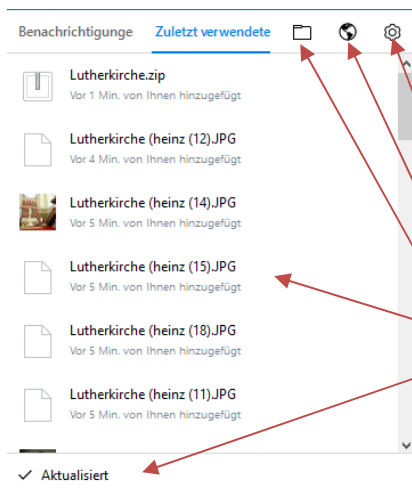 Benachrichtigunge Zuletzt verwendete
Lutherkirche.zip
Vor 1 Min. von Ihnen hinzugefügt
Lutherkirche (heinz (12).JPG
Vor 4 Min. von Ihnen hinzugefügt
Lutherkirche (heinz (14).JPG
Vor 5 Min. von Ihnen hinzugefügt
Lutherkirche (heinz (15).JPG
Vor 5 Min. von Ihnen hinzugefügt
Lutherkirche (heinz (18).JPG
Vor 5 Min. von Ihnen hinzugefügt
Lutherkirche (heinz (11).JPG
Vor 5 Min. von Ihnen hinzugefügt
Aktualisiert